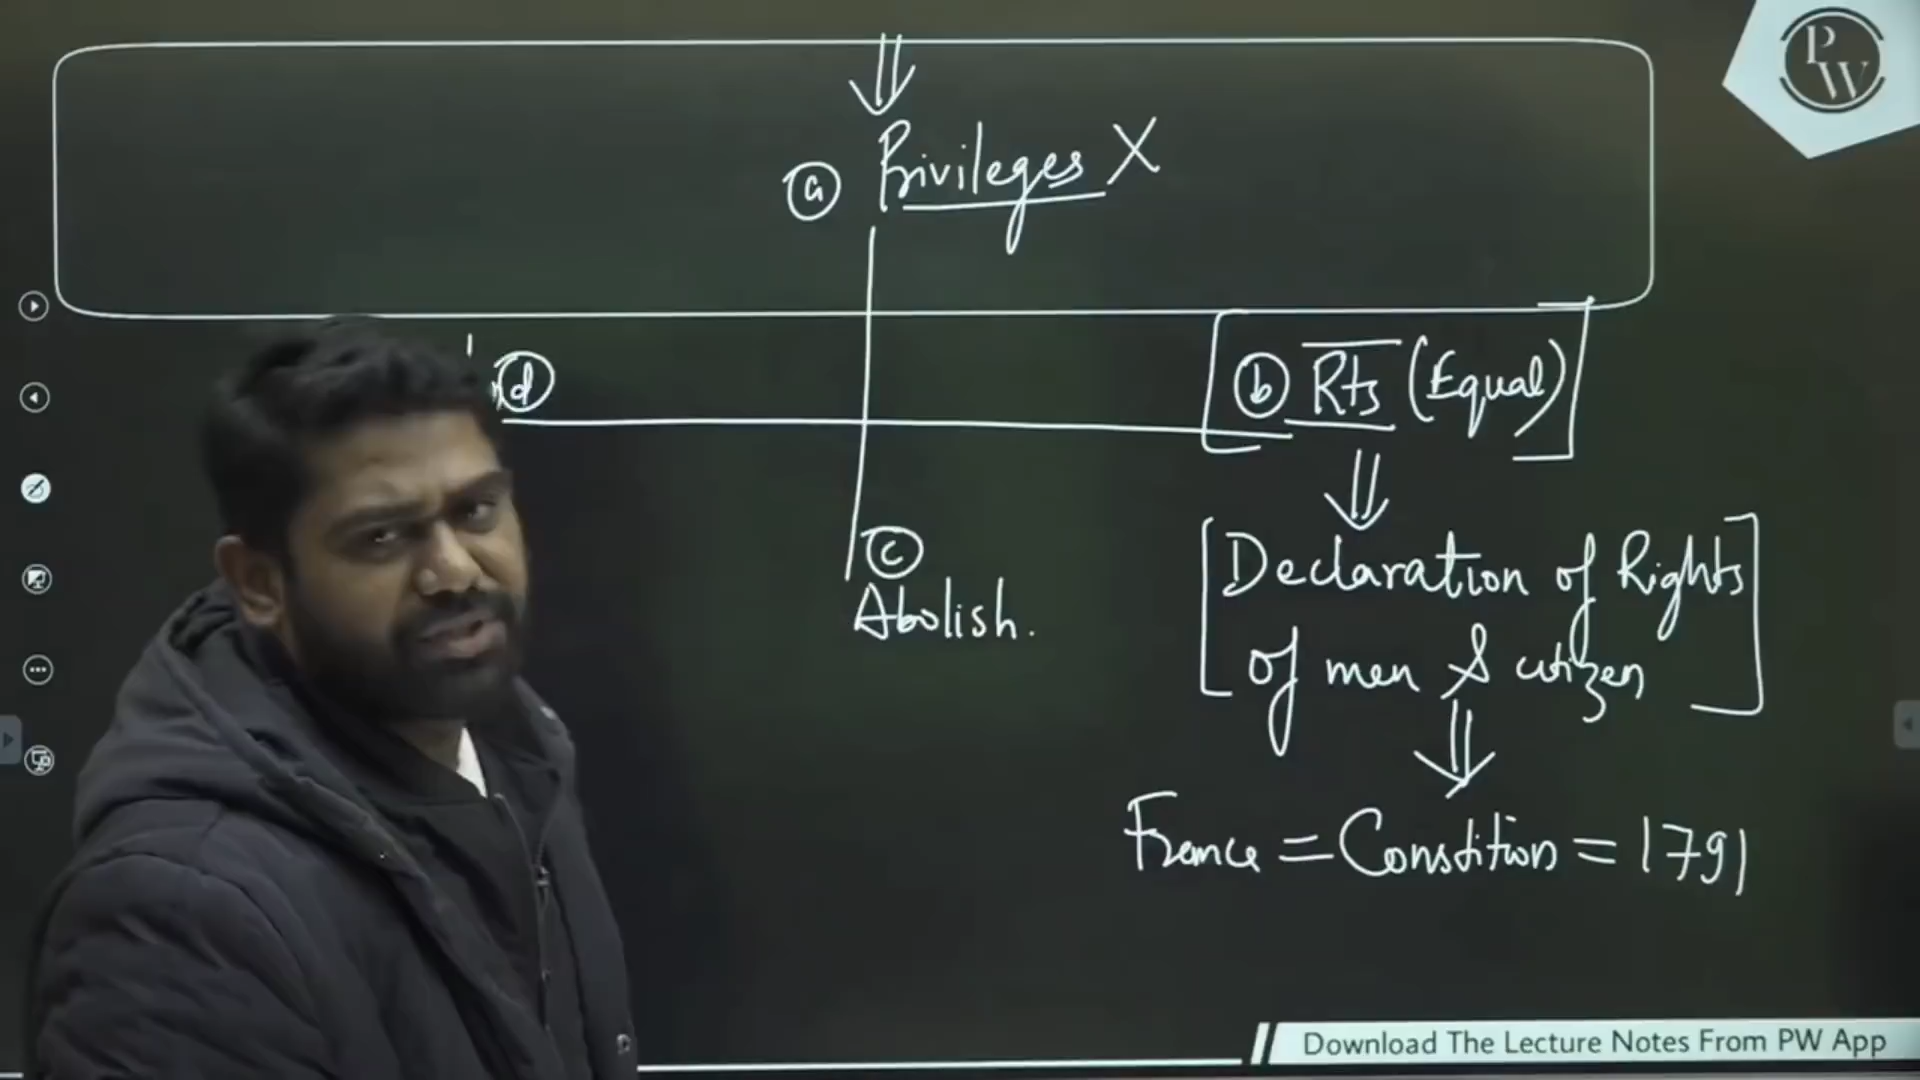 PW
(a) Privileges X
(d)
(b) Rts (Equal)
(c)
Abolish.
Declaration of Rights
of men & citizen
France = Constition = 1791
Download The Lecture Notes From PW App